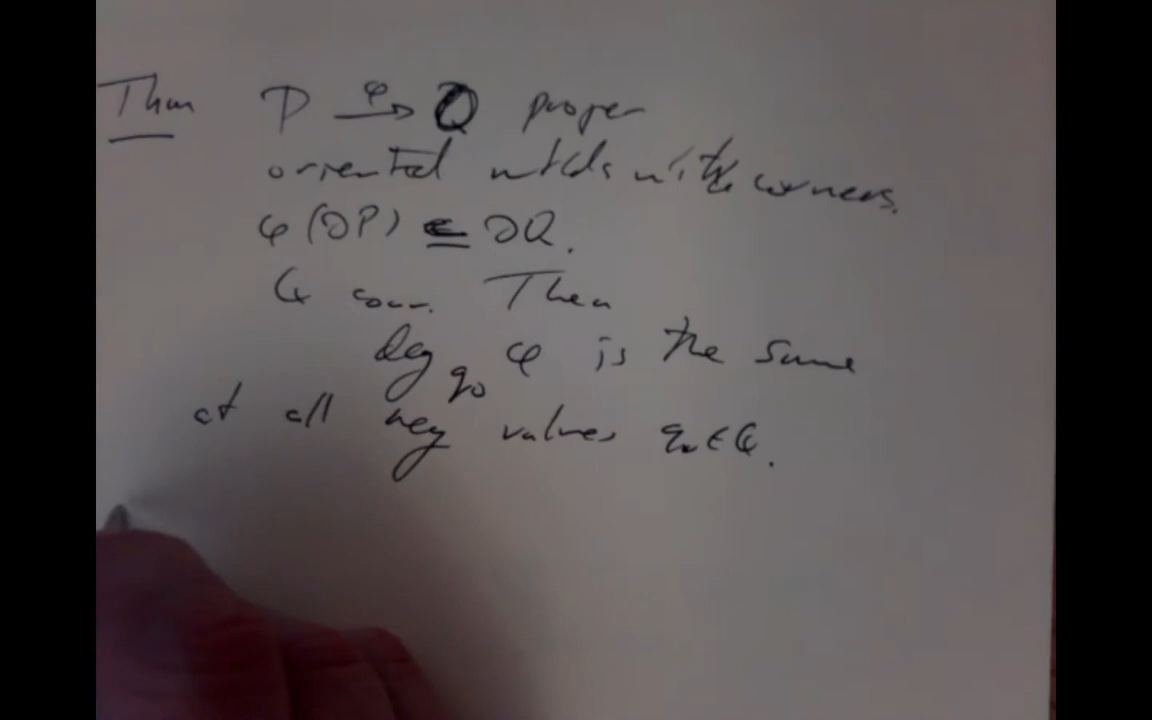 Thm P φ→ Q proper
oriented mflds with corners.
φ(∂P) ⊆ ∂Q.
Q conn. Then
deg_q₀ φ is the same
at all reg values q₀ ∈ Q.